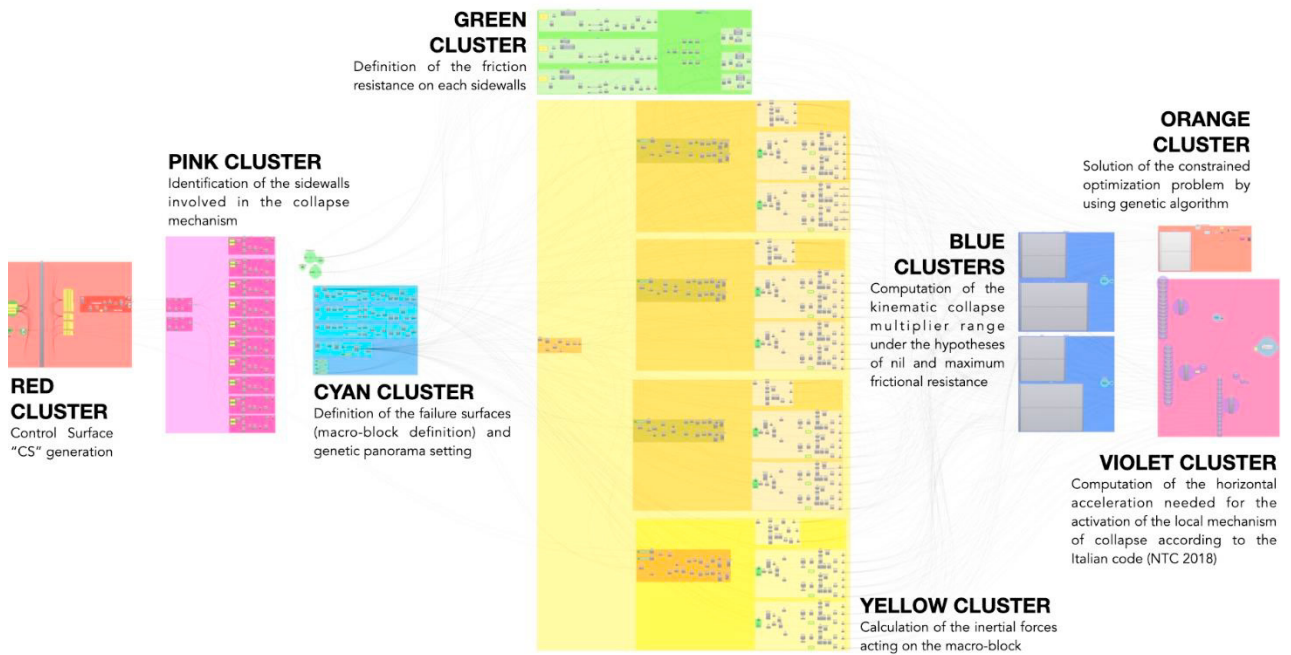 GREEN
CLUSTER
Definition of the friction
resistance on each sidewalls
PINK CLUSTER
Identification of the sidewalls
involved in the collapse
mechanism
RED
CLUSTER
Control Surface
"CS" generation
CYAN CLUSTER
Definition of the failure surfaces
(macro-block definition) and
genetic panorama setting
YELLOW CLUSTER
Calculation of the inertial forces
acting on the macro-block
BLUE
CLUSTERS
Computation of the
kinematic collapse
multiplier range
under the hypotheses
of nil and maximum
frictional resistance
ORANGE
CLUSTER
Solution of the constrained
optimization problem by
using genetic algorithm
VIOLET CLUSTER
Computation of the horizontal
acceleration needed for the
activation of the local mechanism
of collapse according to the
Italian code (NTC 2018)